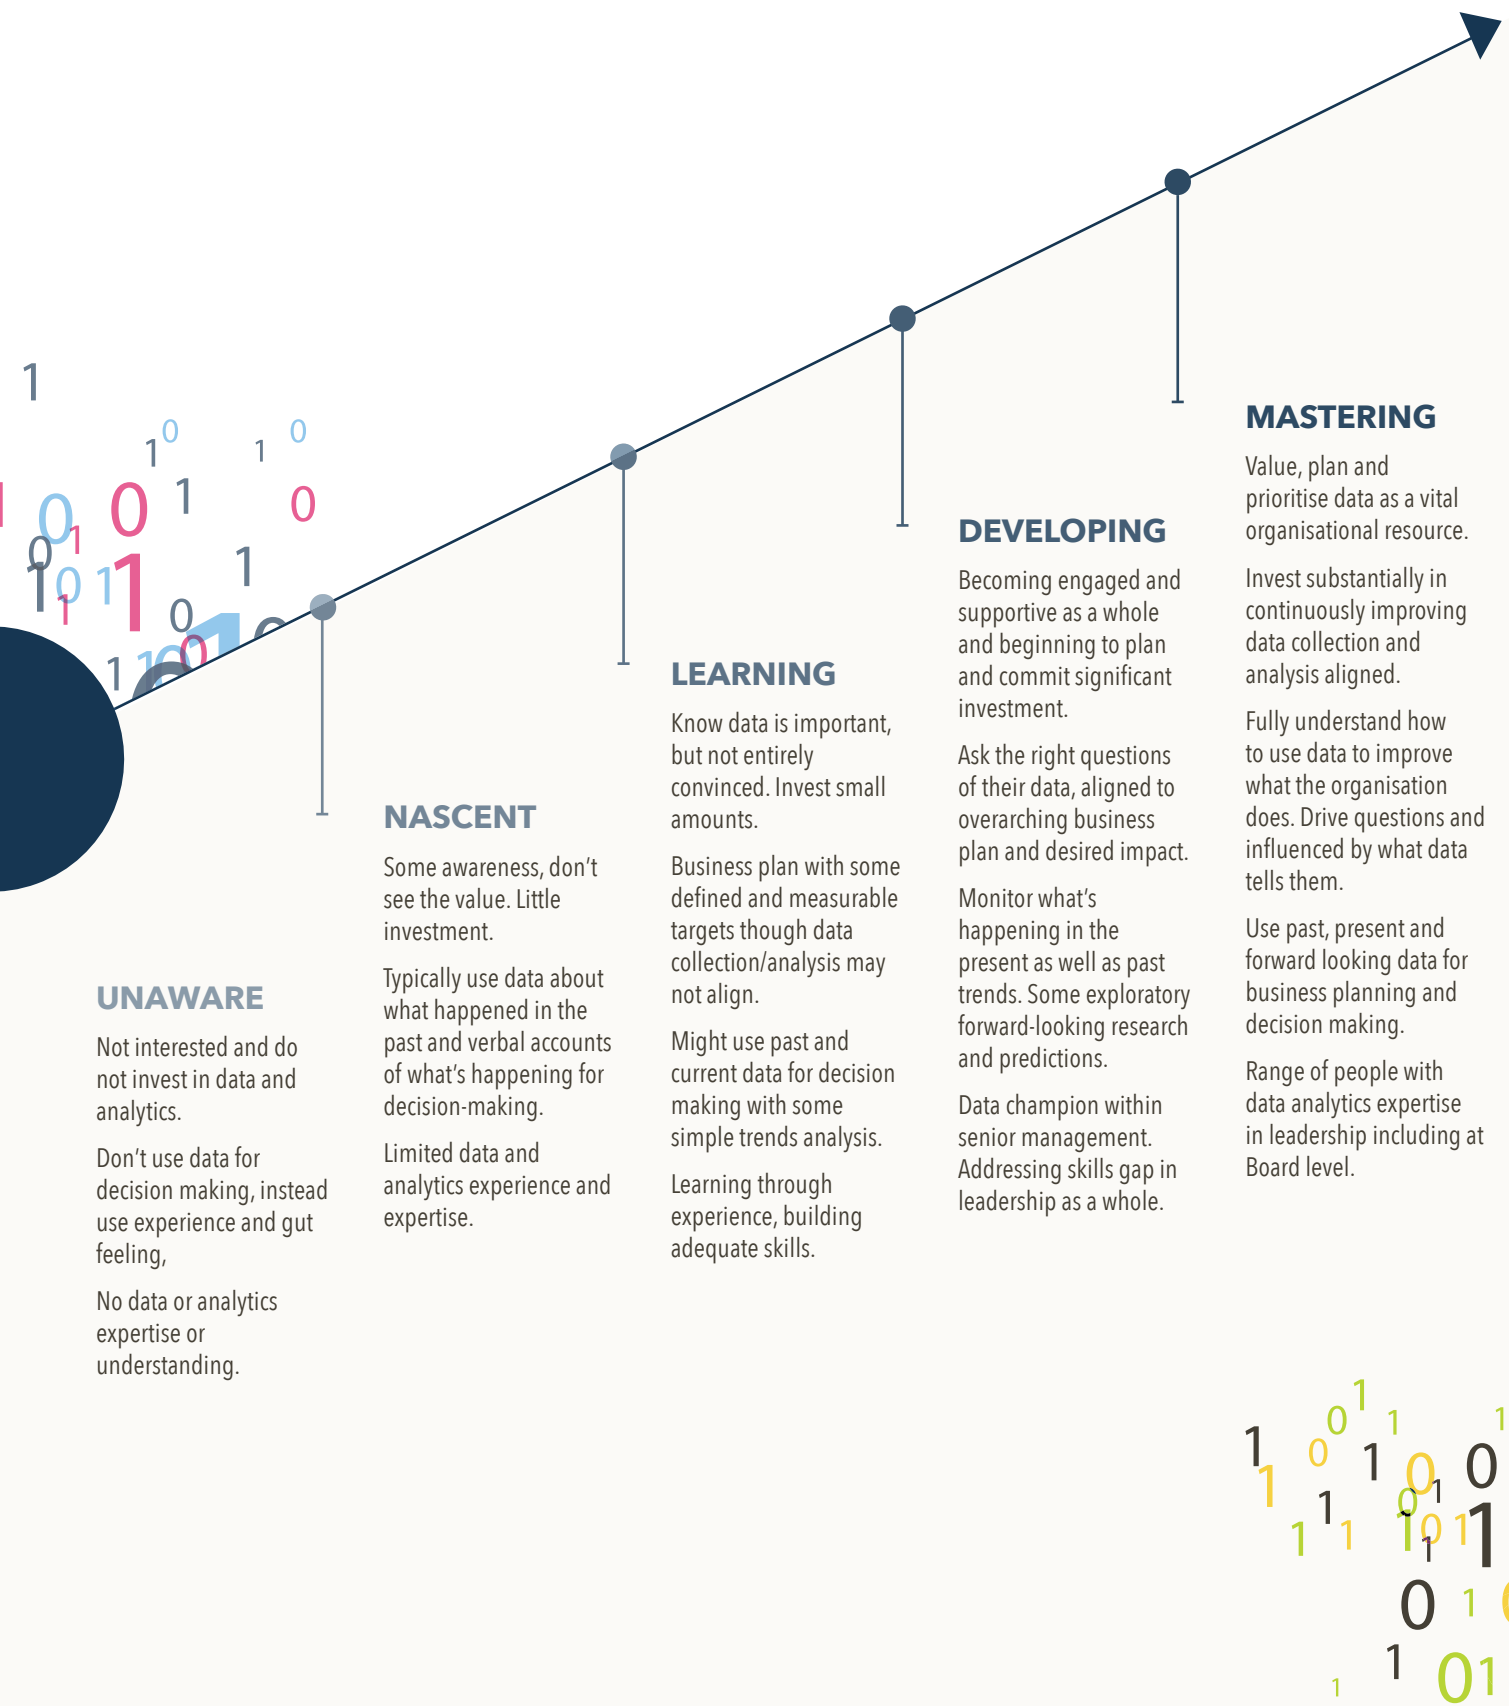 UNAWARE
Not interested and do
not invest in data and
analytics.
Don’t use data for
decision making, instead
use experience and gut
feeling,
No data or analytics
expertise or
understanding.
NASCENT
Some awareness, don’t
see the value. Little
investment.
Typically use data about
what happened in the
past and verbal accounts
of what’s happening for
decision-making.
Limited data and
analytics experience and
expertise.
LEARNING
Know data is important,
but not entirely
convinced. Invest small
amounts.
Business plan with some
defined and measurable
targets though data
collection/analysis may
not align.
Might use past and
current data for decision
making with some
simple trends analysis.
Learning through
experience, building
adequate skills.
DEVELOPING
Becoming engaged and
supportive as a whole
and beginning to plan
and commit significant
investment.
Ask the right questions
of their data, aligned to
overarching business
plan and desired impact.
Monitor what’s
happening in the
present as well as past
trends. Some exploratory
forward-looking research
and predictions.
Data champion within
senior management.
Addressing skills gap in
leadership as a whole.
MASTERING
Value, plan and
prioritise data as a vital
organisational resource.
Invest substantially in
continuously improving
data collection and
analysis aligned.
Fully understand how
to use data to improve
what the organisation
does. Drive questions and
influenced by what data
tells them.
Use past, present and
forward looking data for
business planning and
decision making.
Range of people with
data analytics expertise
in leadership including at
Board level.